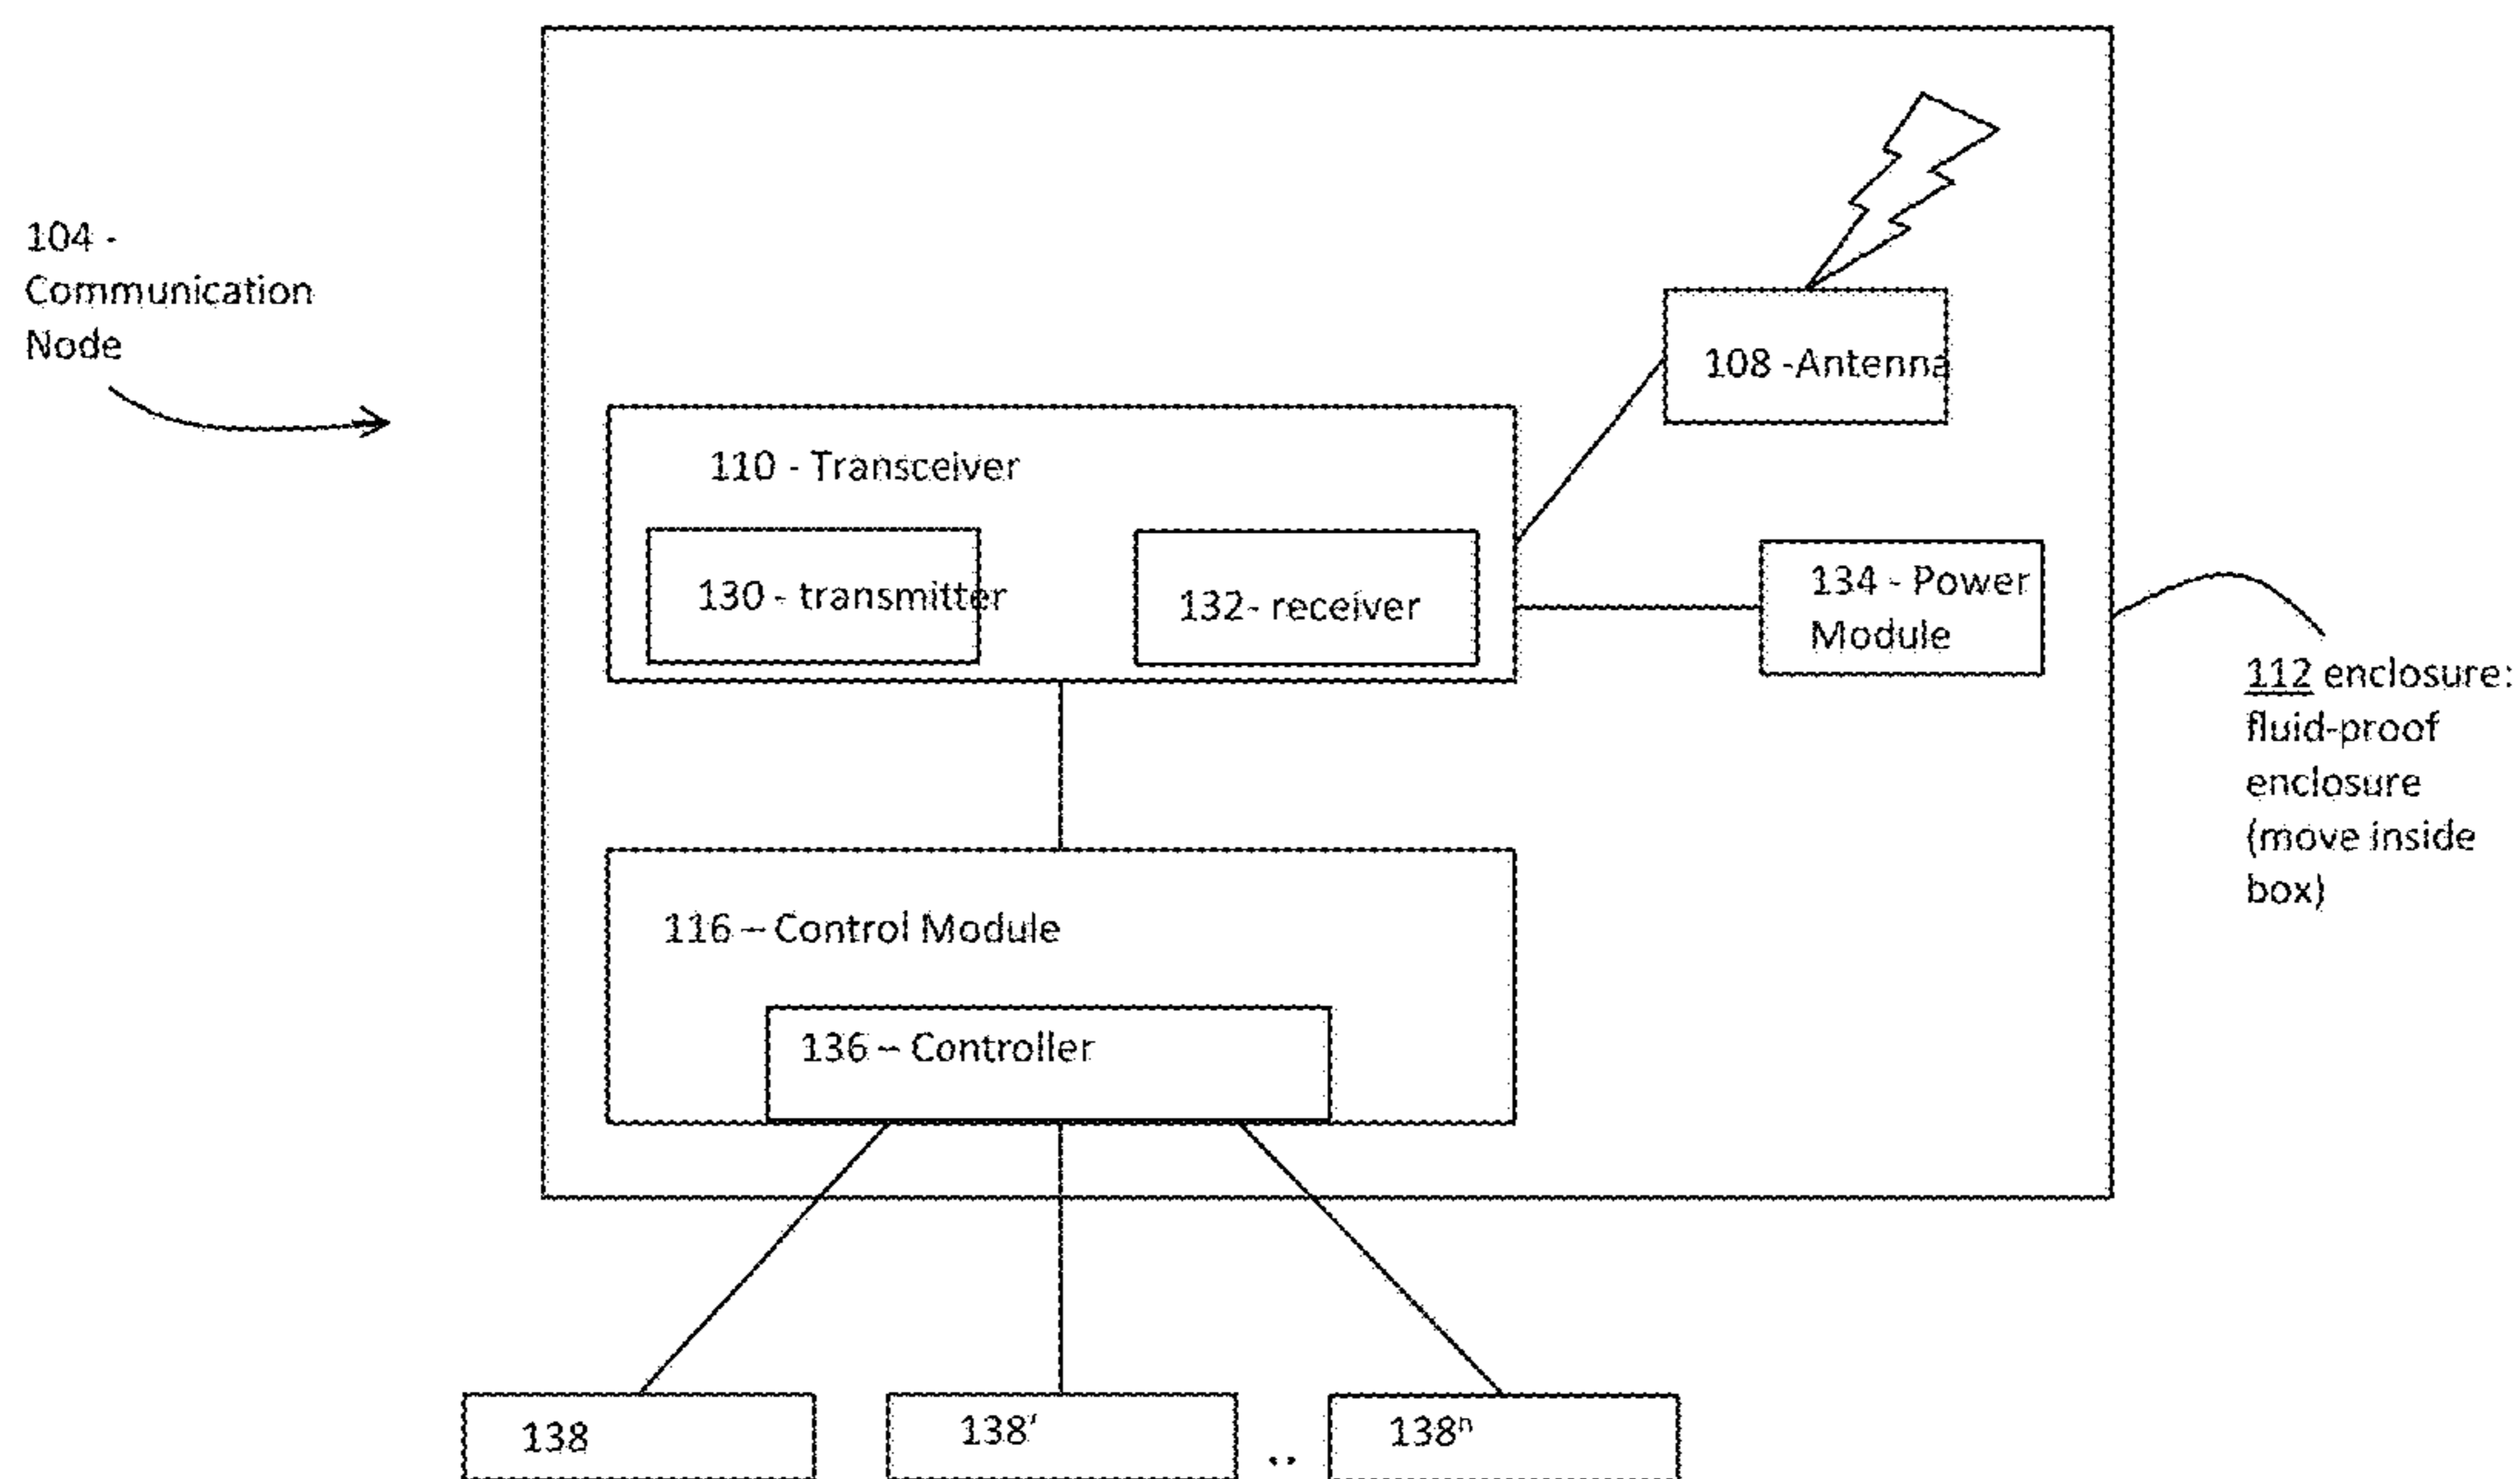 104 -
Communication
Node
108 -Antenna
110 - Transceiver
130 - transmitter
132- receiver
134 - Power
Module
112 enclosure:
fluid-proof
enclosure
(move inside
box)
116 – Control Module
136 – Controller
138
138'
..
138ⁿ